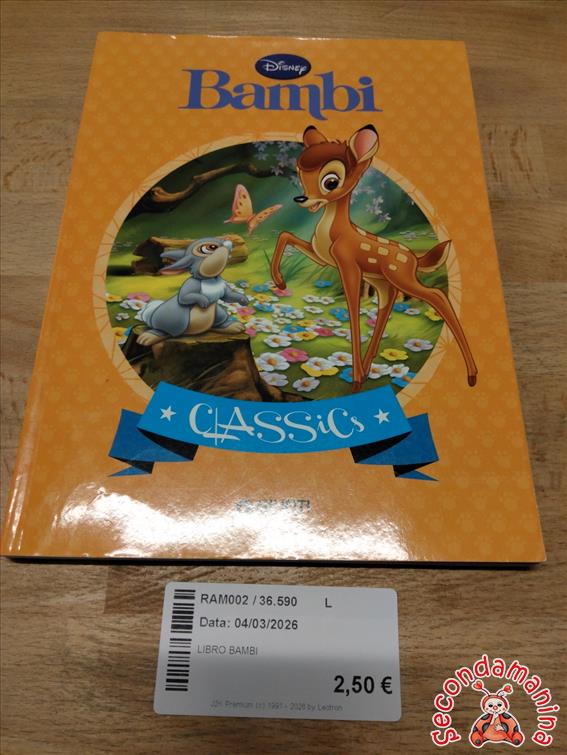 Disney
Bambi
CLASSICS
RAM002 / 36.590 L
Data: 04/03/2026
LIBRO BAMBI
2,50 €
J2K Premium (c) 1991 - 2026 by Leotron
Secondamanina